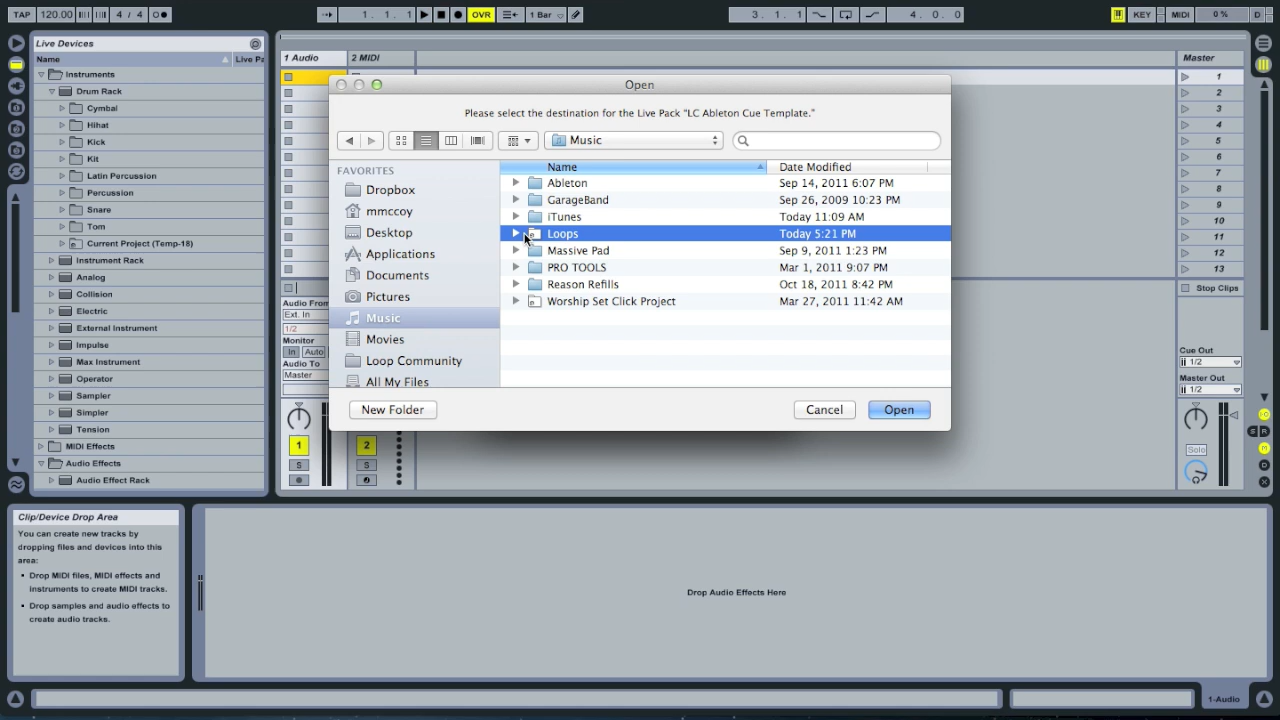 TAP 120.00 4 / 4 1. 1. 1 OVR 1 Bar 3. 1. 1 4. 0. 0 KEY MIDI 0 % D
Live Devices
Name Live Pa
Instruments
Drum Rack
Cymbal
Hihat
Kick
Kit
Latin Percussion
Percussion
Snare
Tom
Current Project (Temp-18)
Instrument Rack
Analog
Collision
Electric
External Instrument
Impulse
Max Instrument
Operator
Sampler
Simpler
Tension
MIDI Effects
Audio Effects
Audio Effect Rack
1 Audio 2 MIDI
Audio From
Ext. In
1/2
Monitor
In Auto
Audio To
Master
1 2
S S
Open
Please select the destination for the Live Pack "LC Ableton Cue Template."
Music
FAVORITES
Dropbox
mmccoy
Desktop
Applications
Documents
Pictures
Music
Movies
Loop Community
All My Files
Name Date Modified
Ableton Sep 14, 2011 6:07 PM
GarageBand Sep 26, 2009 10:23 PM
iTunes Today 11:09 AM
Loops Today 5:21 PM
Massive Pad Sep 9, 2011 1:23 PM
PRO TOOLS Mar 1, 2011 9:07 PM
Reason Refills Oct 18, 2011 8:42 PM
Worship Set Click Project Mar 27, 2011 11:42 AM
New Folder Cancel Open
Master
1
2
3
4
5
6
7
8
9
10
11
12
13
Stop Clips
Cue Out
1/2
Master Out
1/2
Solo
S R
M
D
X
Clip/Device Drop Area
You can create new tracks by
dropping files and devices into this
area:
Drop MIDI files, MIDI effects and
instruments to create MIDI tracks.
Drop samples and audio effects to
create audio tracks.
Drop Audio Effects Here
1-Audio